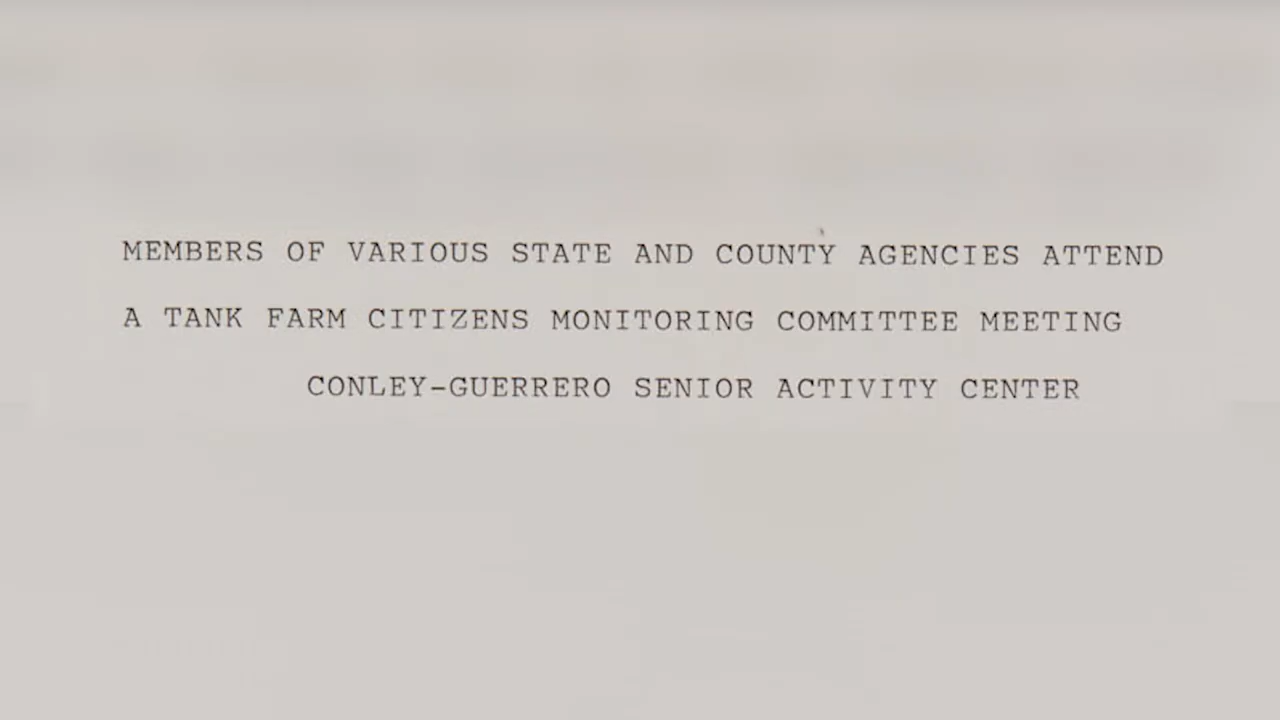 MEMBERS OF VARIOUS STATE AND COUNTY AGENCIES ATTEND
A TANK FARM CITIZENS MONITORING COMMITTEE MEETING
CONLEY-GUERRERO SENIOR ACTIVITY CENTER